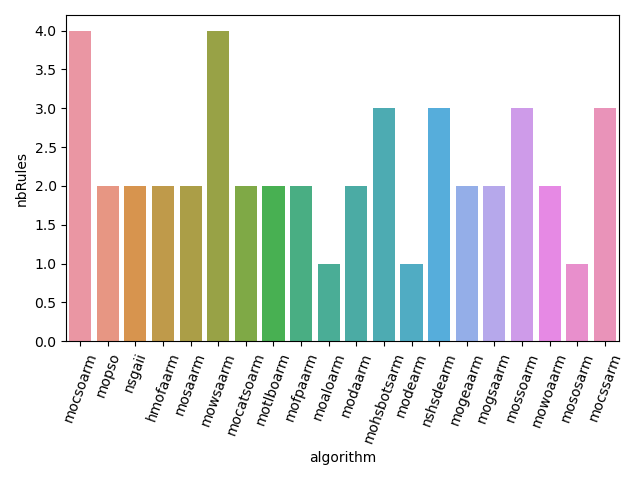 4.0
3.5
3.0
2.5
2.0
1.5
1.0
0.5
0.0
nbRules
mocsoarm
mopso
nsgaii
hmofaarm
mosaarm
mowsaarm
mocatsoarm
motlboarm
mofpaarm
moaloarm
modaarm
mohsbotsarm
modearm
nshsdearm
mogeaarm
mogsaarm
mossoarm
mowoaarm
mososarm
mocssarm
algorithm